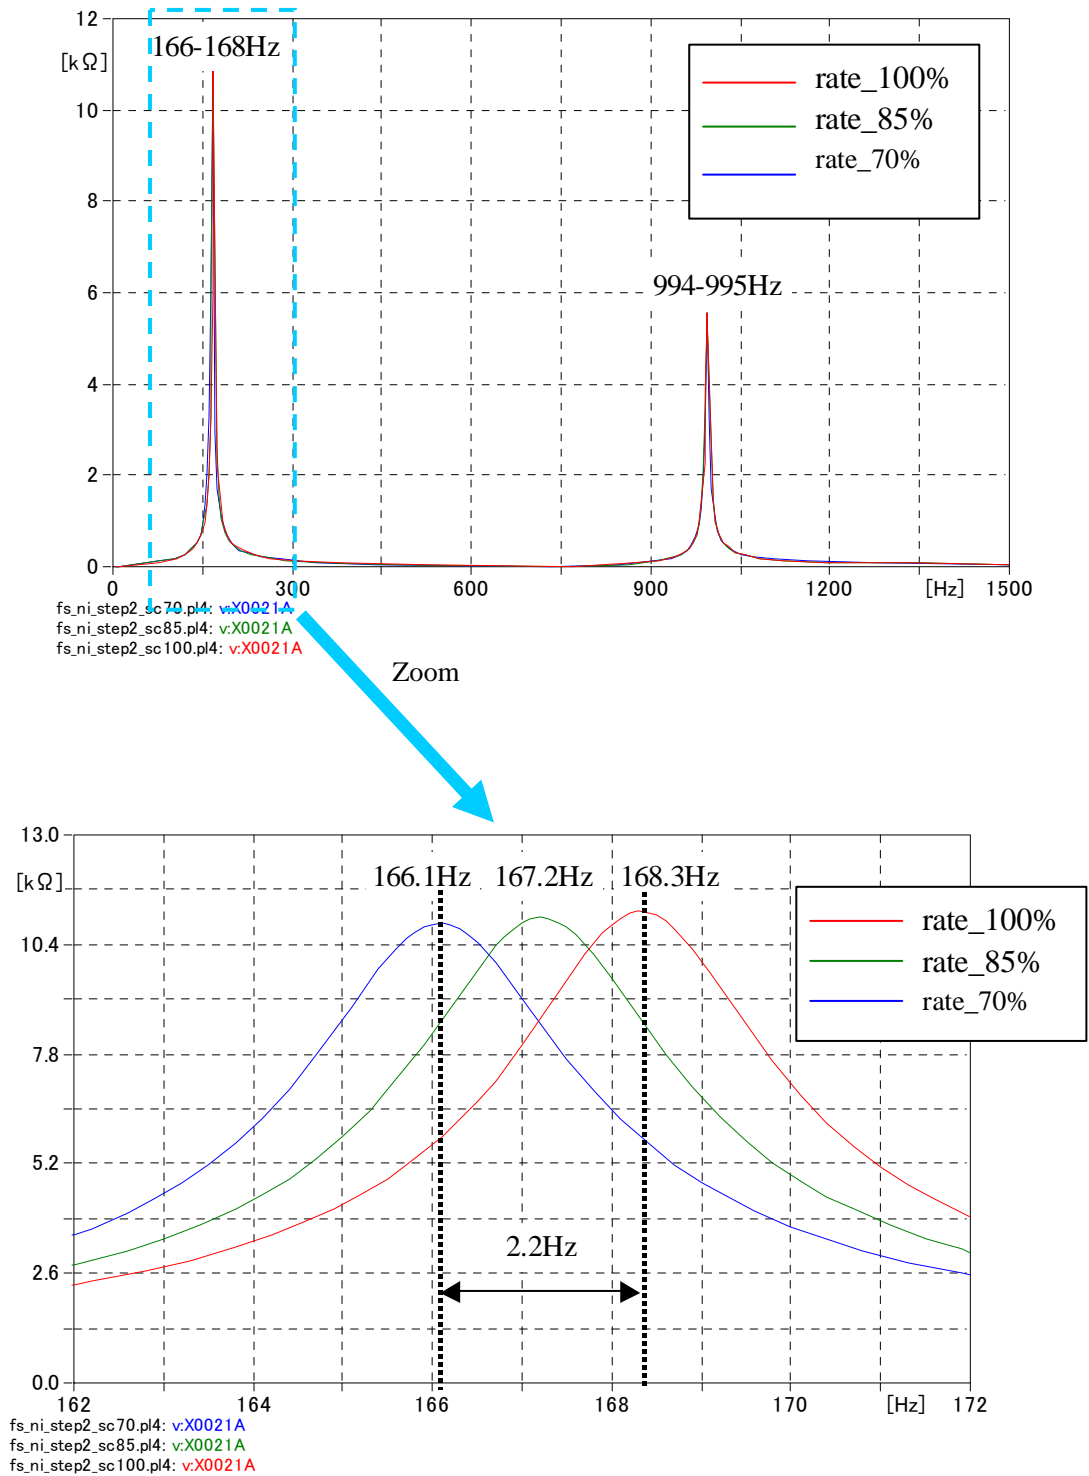 12
[kΩ]
166-168Hz
10
8
6
4
2
0
rate_100%
rate_85%
rate_70%
994-995Hz
0 300 600 900 1200 [Hz] 1500
fs_ni_step2_sc70.pl4: v:X0021A
fs_ni_step2_sc85.pl4: v:X0021A
fs_ni_step2_sc100.pl4: v:X0021A
Zoom
13.0
[kΩ]
10.4
7.8
5.2
2.6
0.0
166.1Hz 167.2Hz 168.3Hz
rate_100%
rate_85%
rate_70%
2.2Hz
162 164 166 168 170 [Hz] 172
fs_ni_step2_sc70.pl4: v:X0021A
fs_ni_step2_sc85.pl4: v:X0021A
fs_ni_step2_sc100.pl4: v:X0021A